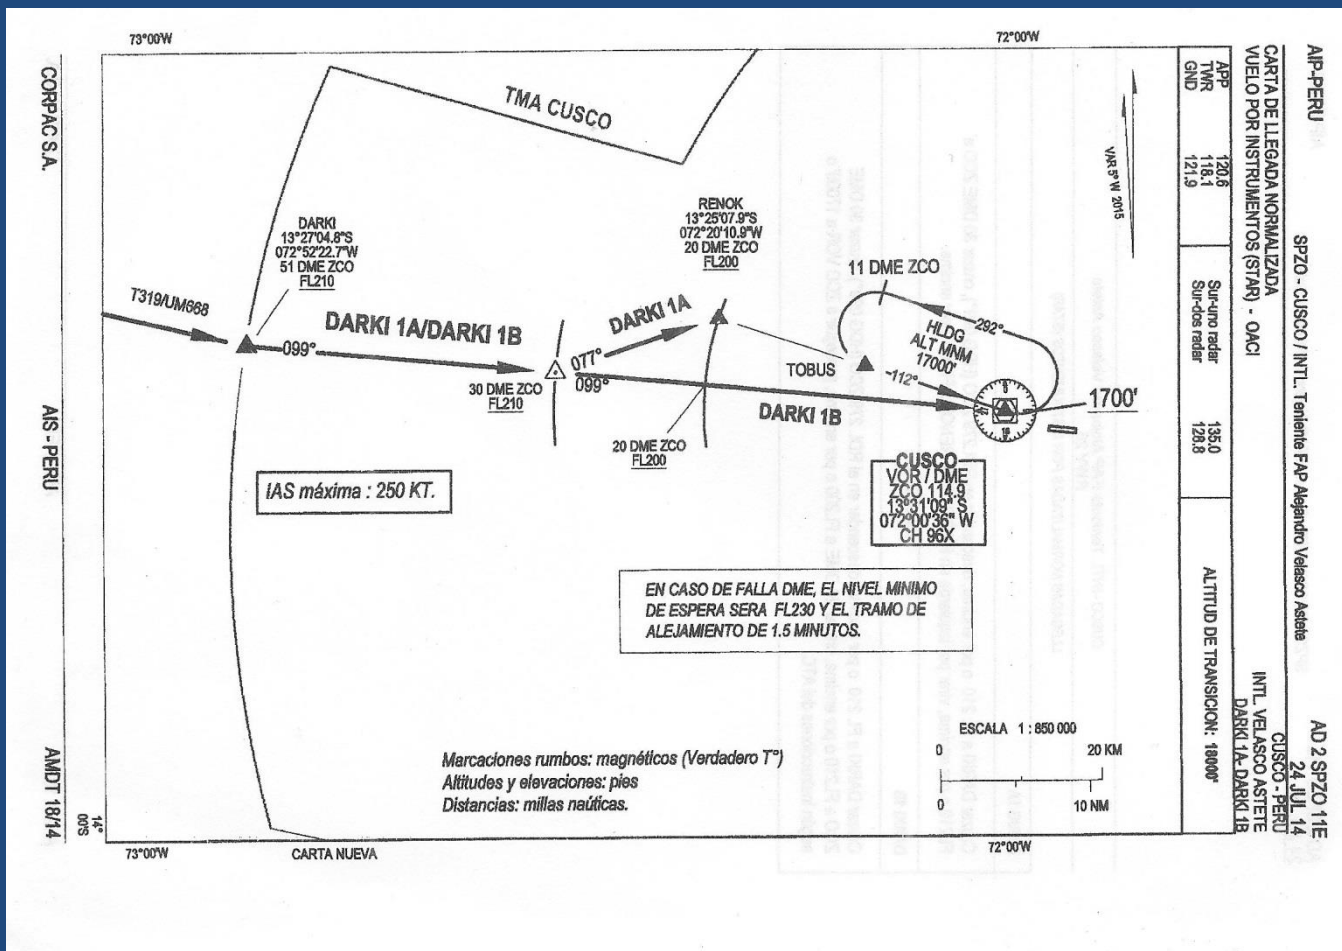 AIP-PERU
SPZO - CUSCO / INTL. Teniente FAP Alejandro Velasco Astete
AD 2 SPZO 11E
24 JUL 14
CARTA DE LLEGADA NORMALIZADA
VUELO POR INSTRUMENTOS (STAR) - OACI
CUSCO - PERU
INTL. VELASCO ASTETE
DARKI 1A- DARKI 1B
APP 120.6
TWR 118.1
GND 121.9
Sur-uno radar 135.0
Sur-dos radar 128.8
ALTITUD DE TRANSICION: 18000'
73°00'W
72°00'W
TMA CUSCO
VAR 5° W 2015
DARKI
13°27'04.8"S
072°52'22.7"W
51 DME ZCO
FL210
RENOK
13°25'07.9"S
072°20'10.9"W
20 DME ZCO
FL200
11 DME ZCO
T319/UM668
DARKI 1A/DARKI 1B
099°
DARKI 1A
077°
099°
30 DME ZCO
FL210
292°
HLDG
ALT MNM
17000'
TOBUS
112°
DARKI 1B
1700'
20 DME ZCO
FL200
CUSCO
VOR / DME
ZCO 114.9
13°31'09" S
072°00'36" W
CH 96X
IAS máxima : 250 KT.
EN CASO DE FALLA DME, EL NIVEL MINIMO
DE ESPERA SERA FL230 Y EL TRAMO DE
ALEJAMIENTO DE 1.5 MINUTOS.
ESCALA 1 : 850 000
0 20 KM
0 10 NM
Marcaciones rumbos: magnéticos (Verdadero T°)
Altitudes y elevaciones: pies
Distancias: millas naúticas.
14°
00'S
73°00'W
CARTA NUEVA
72°00'W
CORPAC S.A.
AIS - PERU
AMDT 18/14